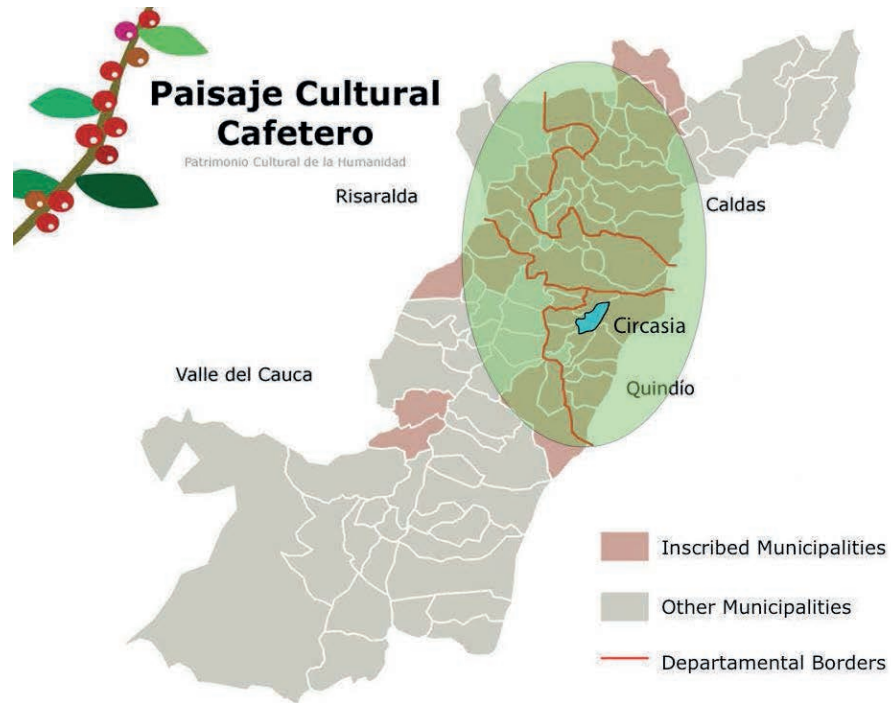 Paisaje Cultural
Cafetero
Patrimonio Cultural de la Humanidad
Risaralda
Caldas
Circasia
Valle del Cauca
Quindío
Inscribed Municipalities
Other Municipalities
Departamental Borders